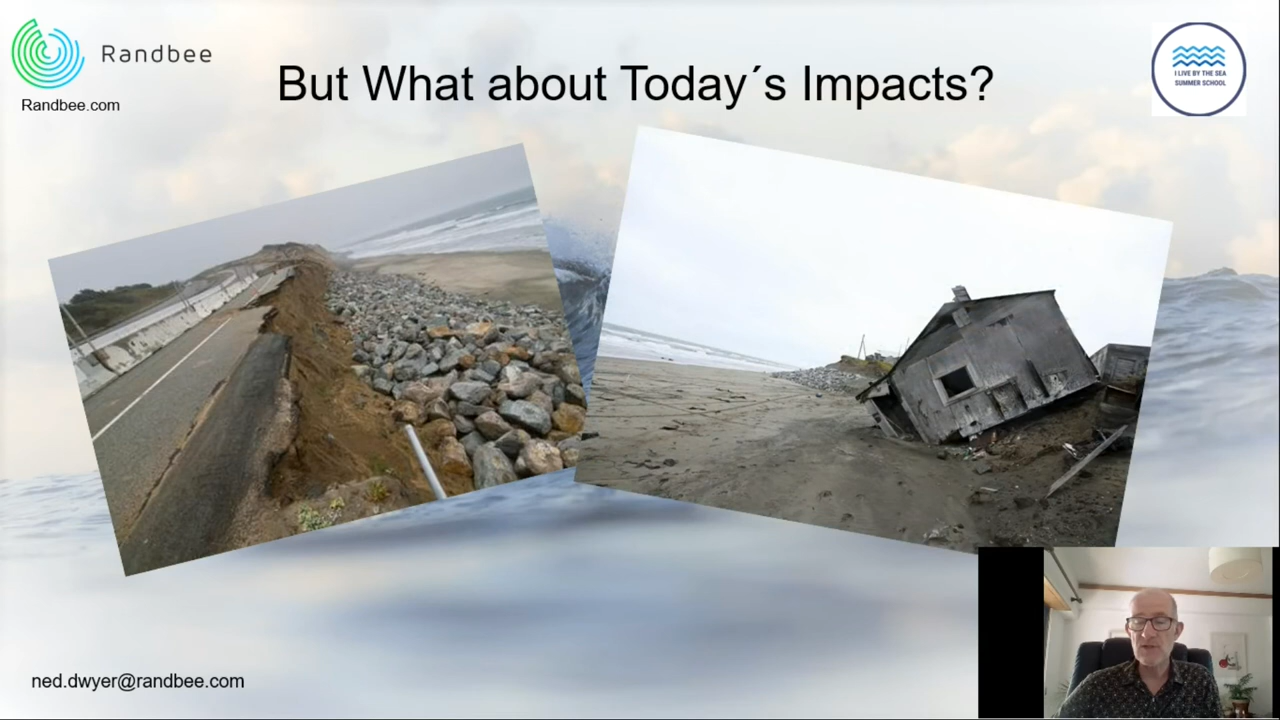 Randbee
Randbee.com
But What about Today´s Impacts?
I LIVE BY THE SEA
SUMMER SCHOOL
ned.dwyer@randbee.com